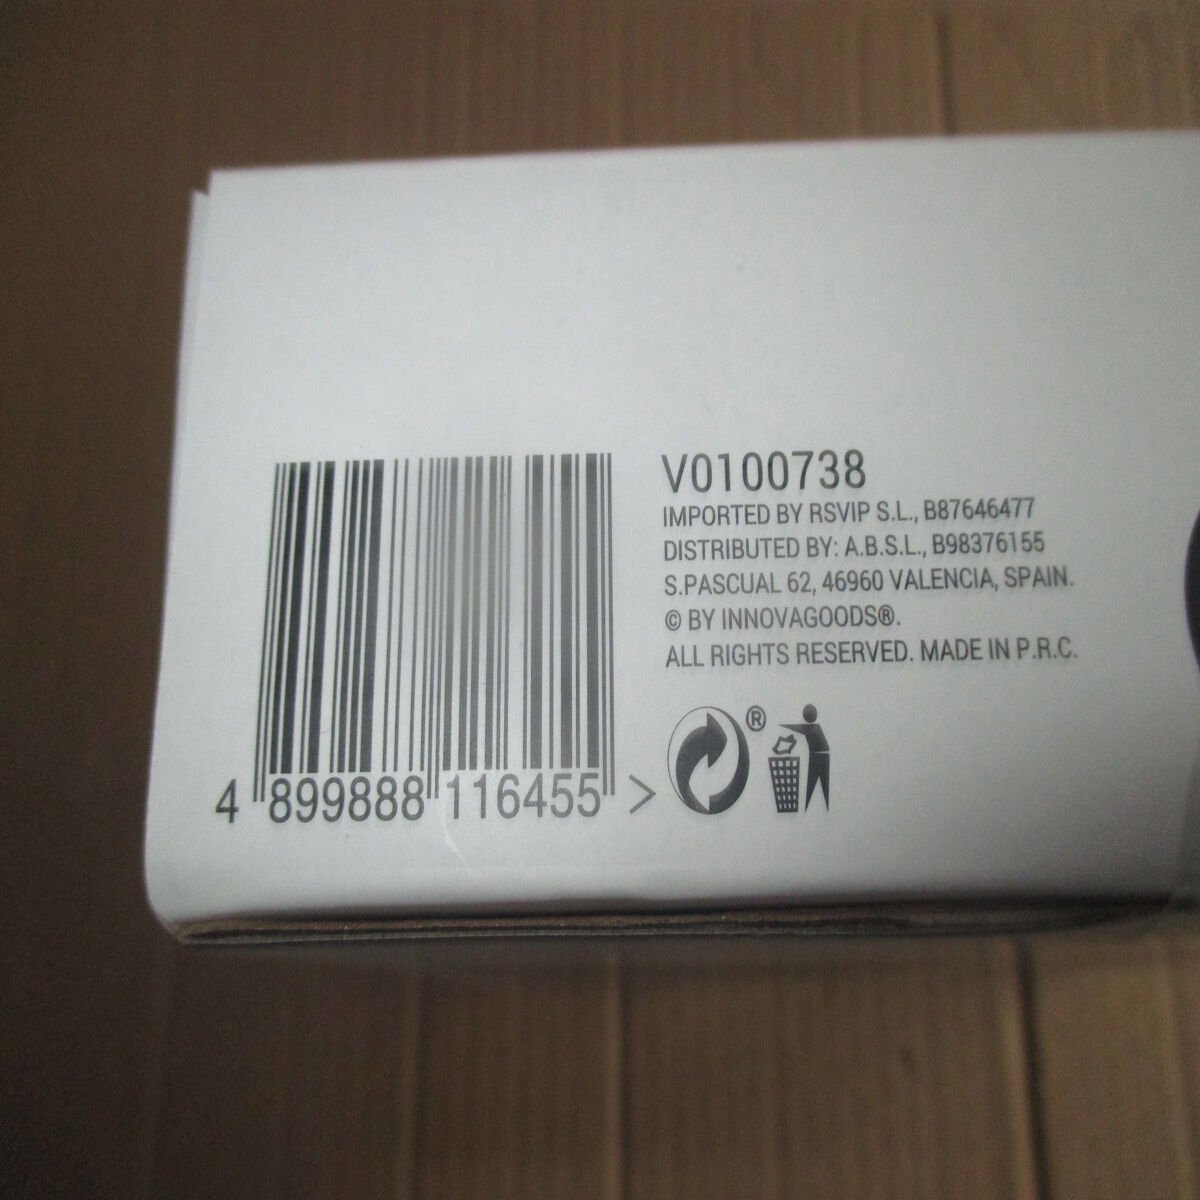 4 899888 116455 >
V0100738
IMPORTED BY RSVIP S.L., B87646477
DISTRIBUTED BY: A.B.S.L., B98376155
S.PASCUAL 62, 46960 VALENCIA, SPAIN.
© BY INNOVAGOODS®.
ALL RIGHTS RESERVED. MADE IN P.R.C.
®